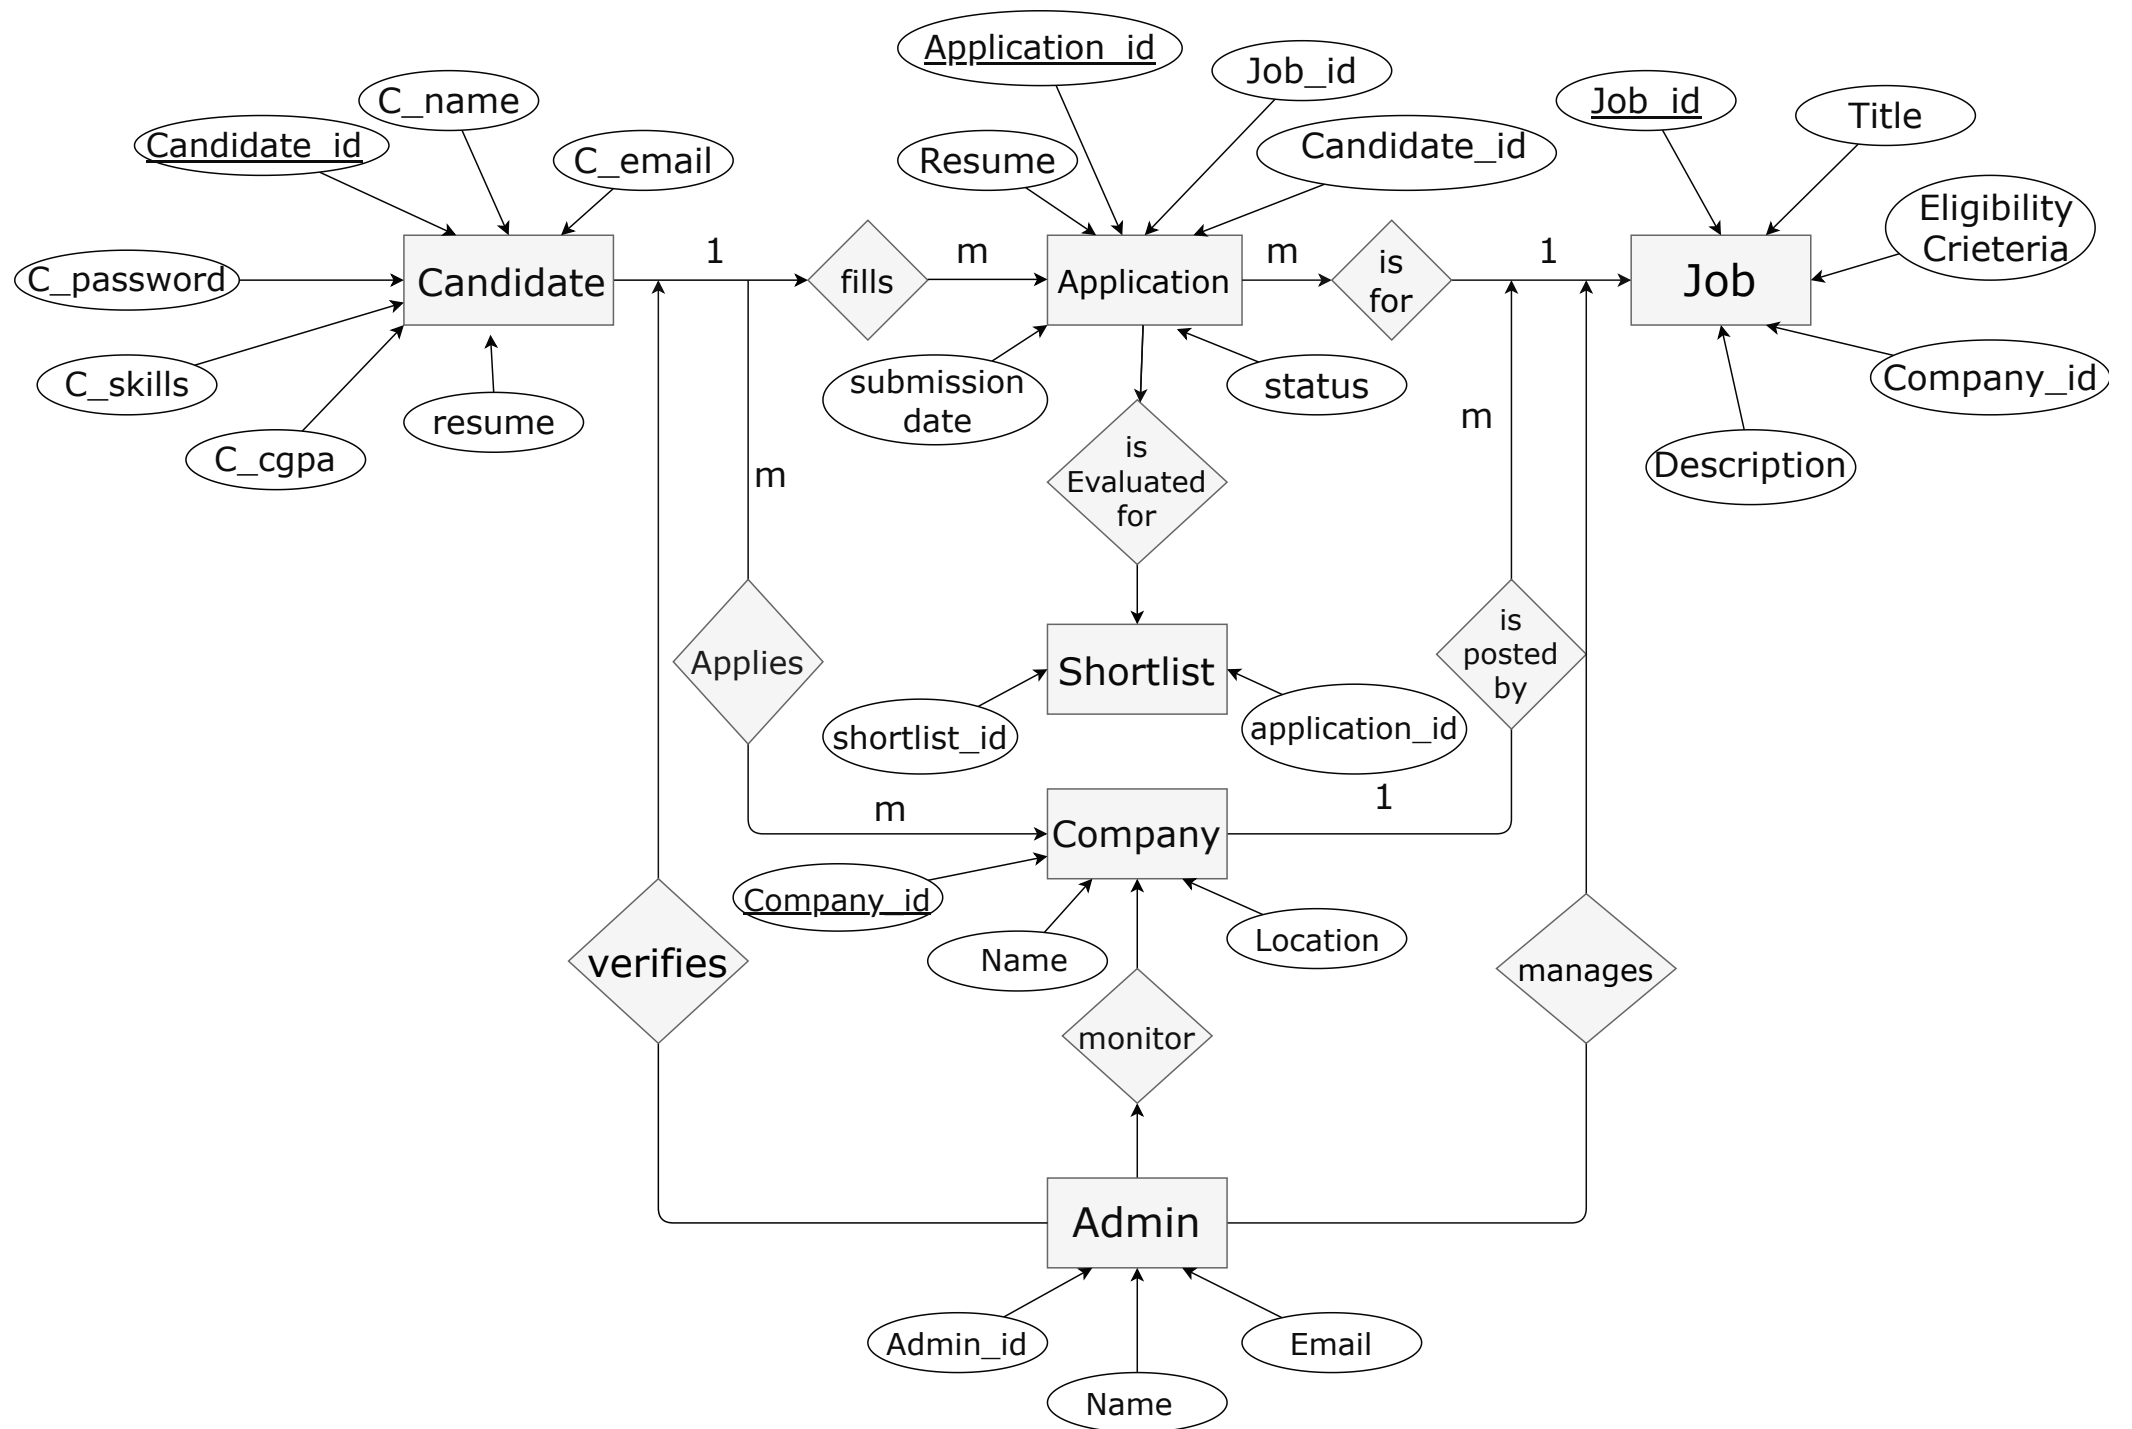 Application_id
Job_id
C_name
Job_id
Title
Candidate_id
C_email
Resume
Candidate_id
Eligibility
Crieteria
1
m
m
1
C_password
Candidate
fills
Application
is
for
Job
C_skills
resume
submission
date
status
Company_id
C_cgpa
m
is
Evaluated
for
m
Description
Applies
Shortlist
is
posted
by
shortlist_id
application_id
m
1
Company
Company_id
Name
Location
verifies
manages
monitor
Admin
Admin_id
Email
Name